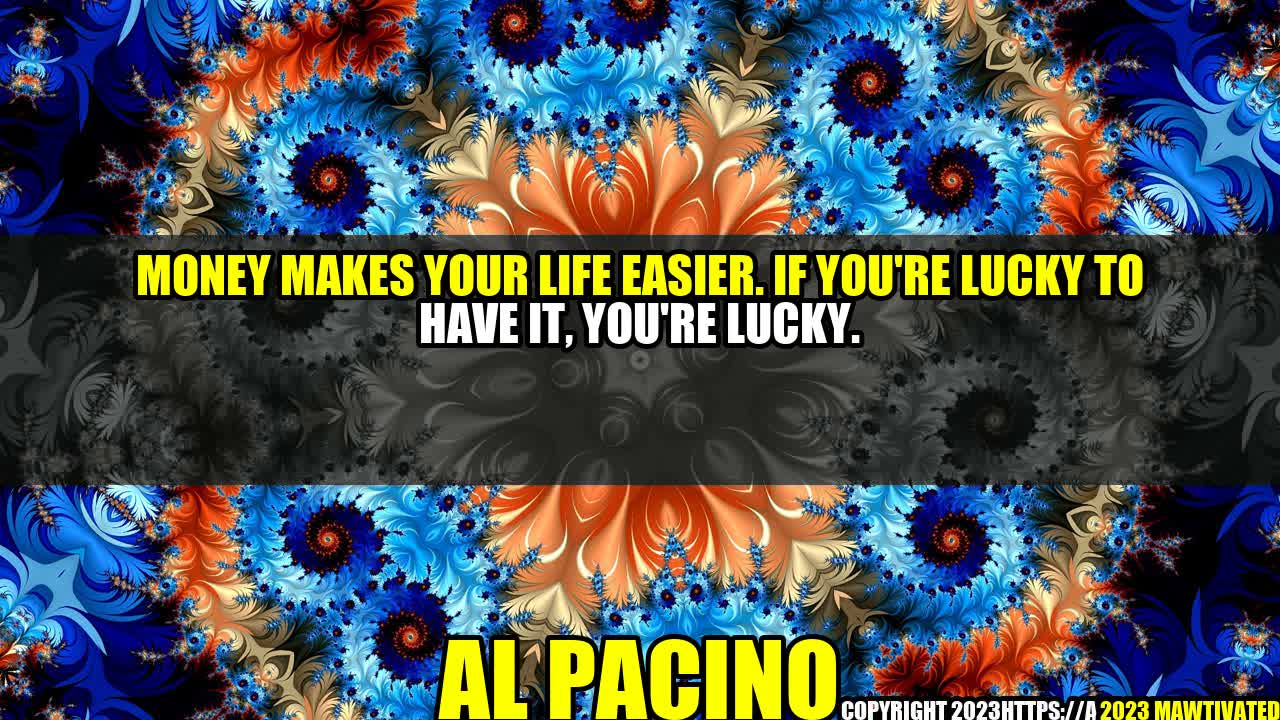 MONEY MAKES YOUR LIFE EASIER. IF YOU'RE LUCKY TO
HAVE IT, YOU'RE LUCKY.
AL PACINO
COPYRIGHT 2023HTTPS://A 2023 MAWTIVATED